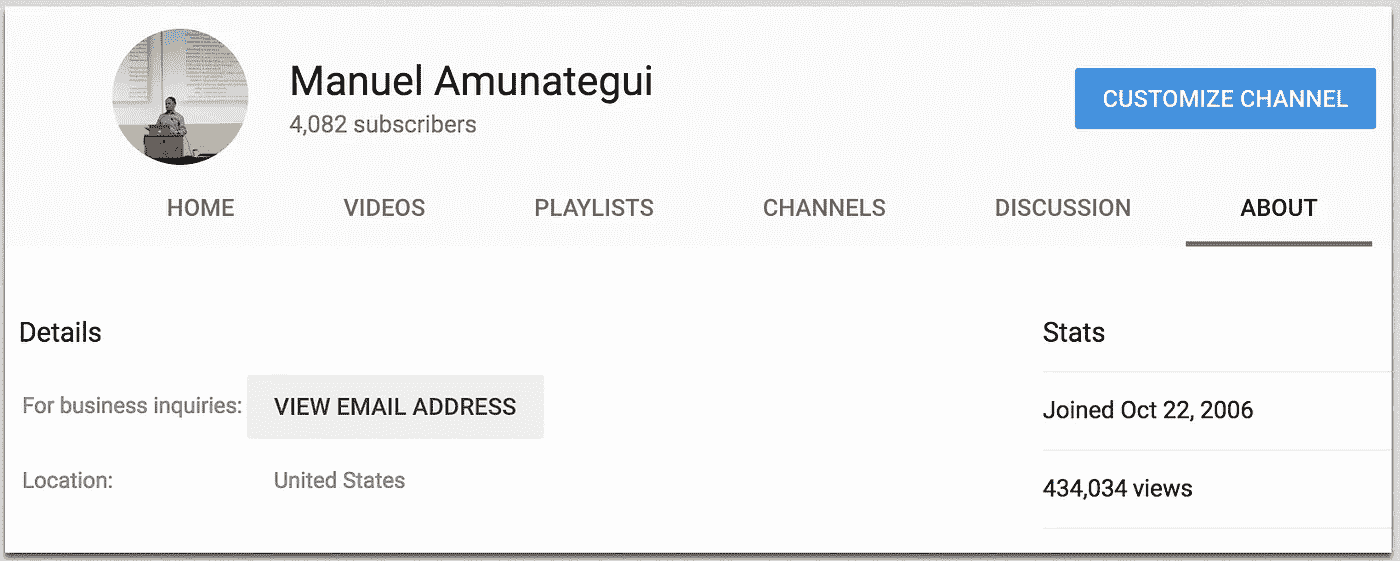 Manuel Amunategui
4,082 subscribers
CUSTOMIZE CHANNEL
HOME VIDEOS PLAYLISTS CHANNELS DISCUSSION ABOUT
Details
For business inquiries: VIEW EMAIL ADDRESS
Location: United States
Stats
Joined Oct 22, 2006
434,034 views